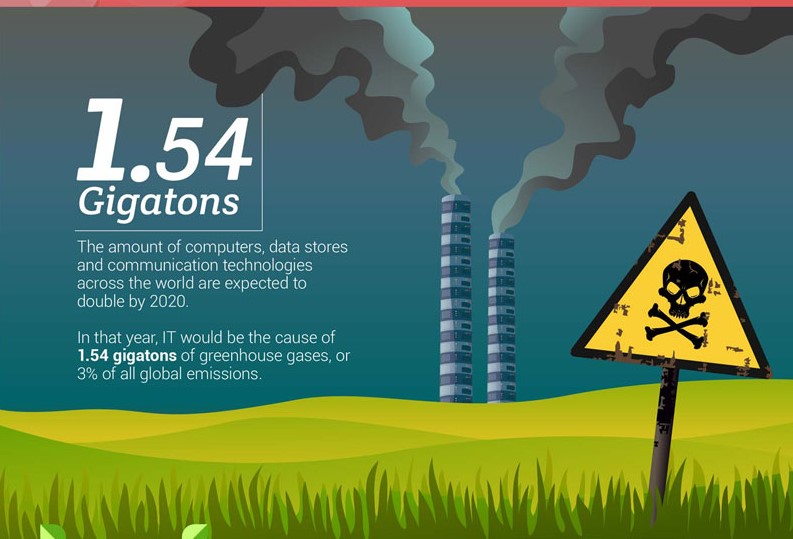 1.54
Gigatons
The amount of computers, data stores
and communication technologies
across the world are expected to
double by 2020.
In that year, IT would be the cause of
1.54 gigatons of greenhouse gases, or
3% of all global emissions.